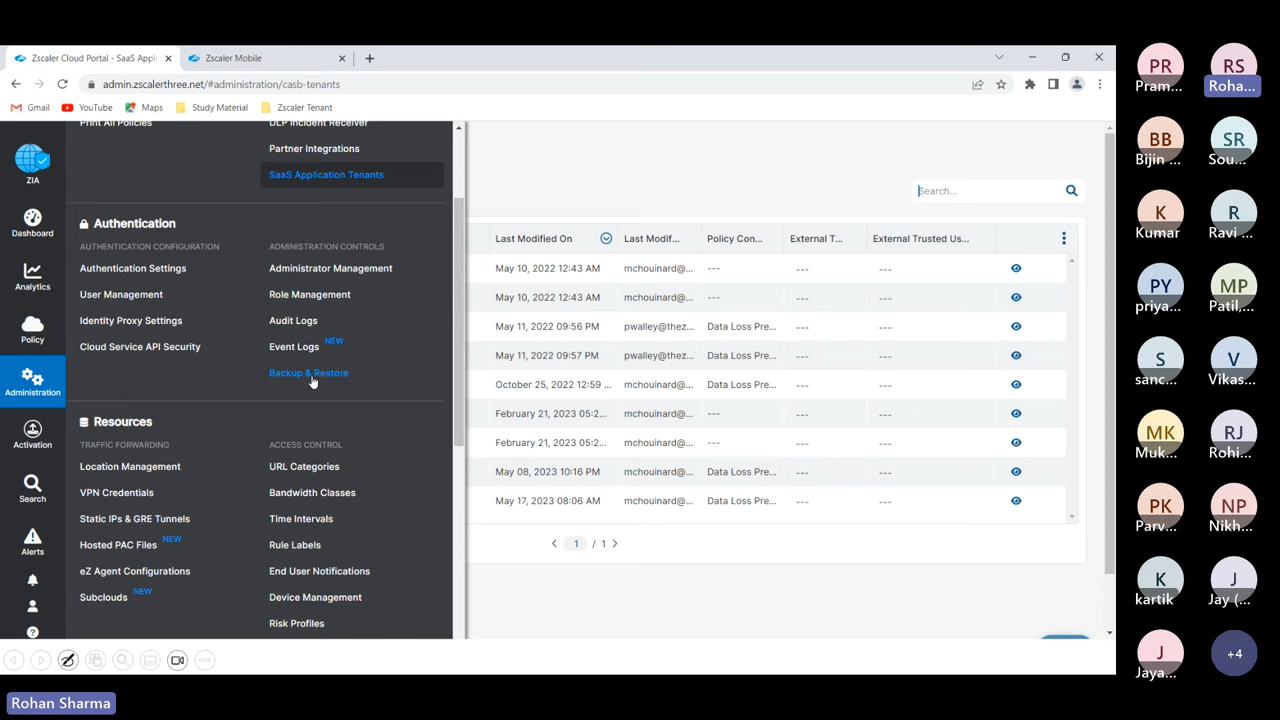 Zscaler Cloud Portal - SaaS Appli
Zscaler Mobile
admin.zscalerthree.net/#administration/casb-tenants
Gmail
YouTube
Maps
Study Material
Zscaler Tenant
ZIA
Dashboard
Analytics
Policy
Administration
Activation
Search
Alerts
Print All Policies
DLP Incident Receiver
Partner Integrations
SaaS Application Tenants
Authentication
AUTHENTICATION CONFIGURATION
Authentication Settings
User Management
Identity Proxy Settings
Cloud Service API Security
ADMINISTRATION CONTROLS
Administrator Management
Role Management
Audit Logs
Event Logs NEW
Backup & Restore
Resources
TRAFFIC FORWARDING
Location Management
VPN Credentials
Static IPs & GRE Tunnels
Hosted PAC Files NEW
eZ Agent Configurations
Subclouds NEW
ACCESS CONTROL
URL Categories
Bandwidth Classes
Time Intervals
Rule Labels
End User Notifications
Device Management
Risk Profiles
Search...
Last Modified On Last Modif... Policy Con... External T... External Trusted Us...
May 10, 2022 12:43 AM mchouinard@... --- --- ---
May 10, 2022 12:43 AM mchouinard@... --- --- ---
May 11, 2022 09:56 PM pwalley@thez... Data Loss Pre... --- ---
May 11, 2022 09:57 PM pwalley@thez... Data Loss Pre... --- ---
October 25, 2022 12:59 ... mchouinard@... Data Loss Pre... --- ---
February 21, 2023 05:2... mchouinard@... --- --- ---
February 21, 2023 05:2... mchouinard@... --- --- ---
May 08, 2023 10:16 PM mchouinard@... Data Loss Pre... --- ---
May 17, 2023 08:06 AM mchouinard@... Data Loss Pre... --- ---
1 / 1
PR RS
Pram... Roha...
BB SR
Bijin ... Sou...
K R
Kumar Ravi ...
PY MP
priya... Patil,...
S V
sanc... Vikas...
MK RJ
Muk... Rohi...
PK NP
Parv... Nikh...
K J
kartik Jay (...
J +4
Jaya...
Rohan Sharma